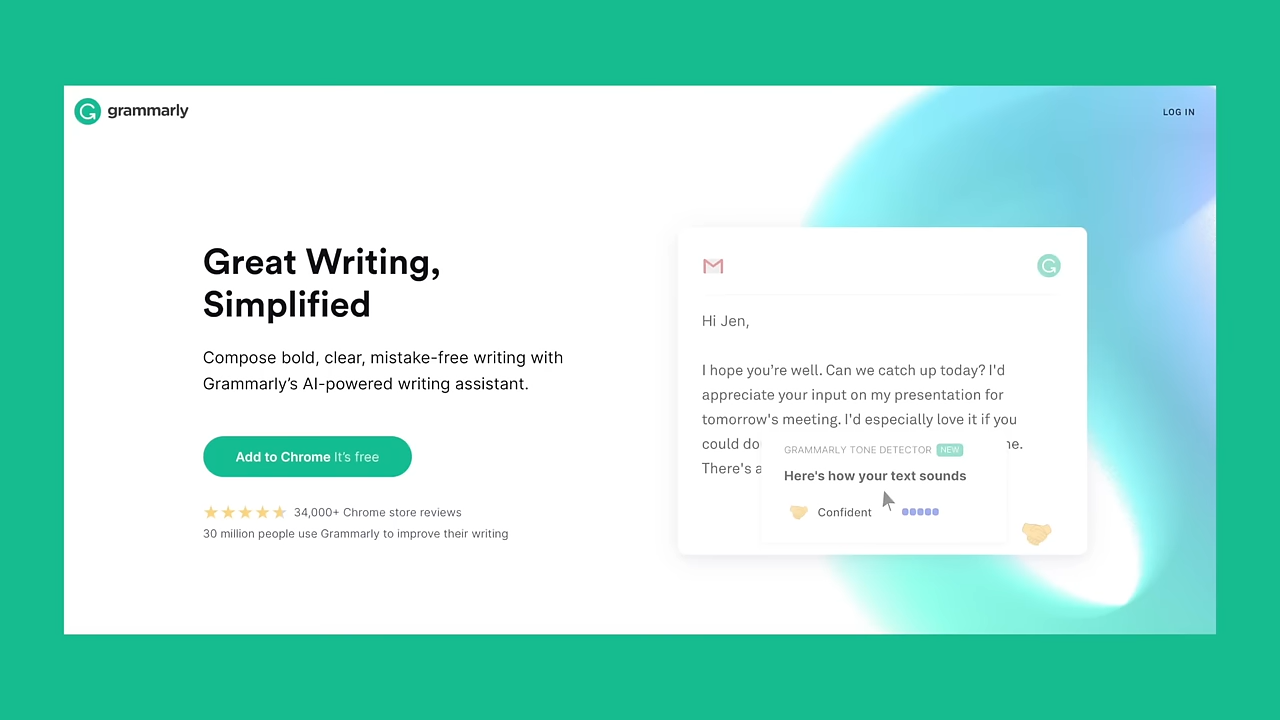 grammarly
LOG IN
Great Writing,
Simplified
Compose bold, clear, mistake-free writing with
Grammarly's AI-powered writing assistant.
Add to Chrome It's free
34,000+ Chrome store reviews
30 million people use Grammarly to improve their writing
Hi Jen,
I hope you're well. Can we catch up today? I'd
appreciate your input on my presentation for
tomorrow's meeting. I'd especially love it if you
could do
There's a
GRAMMARLY TONE DETECTOR NEW
Here's how your text sounds
Confident